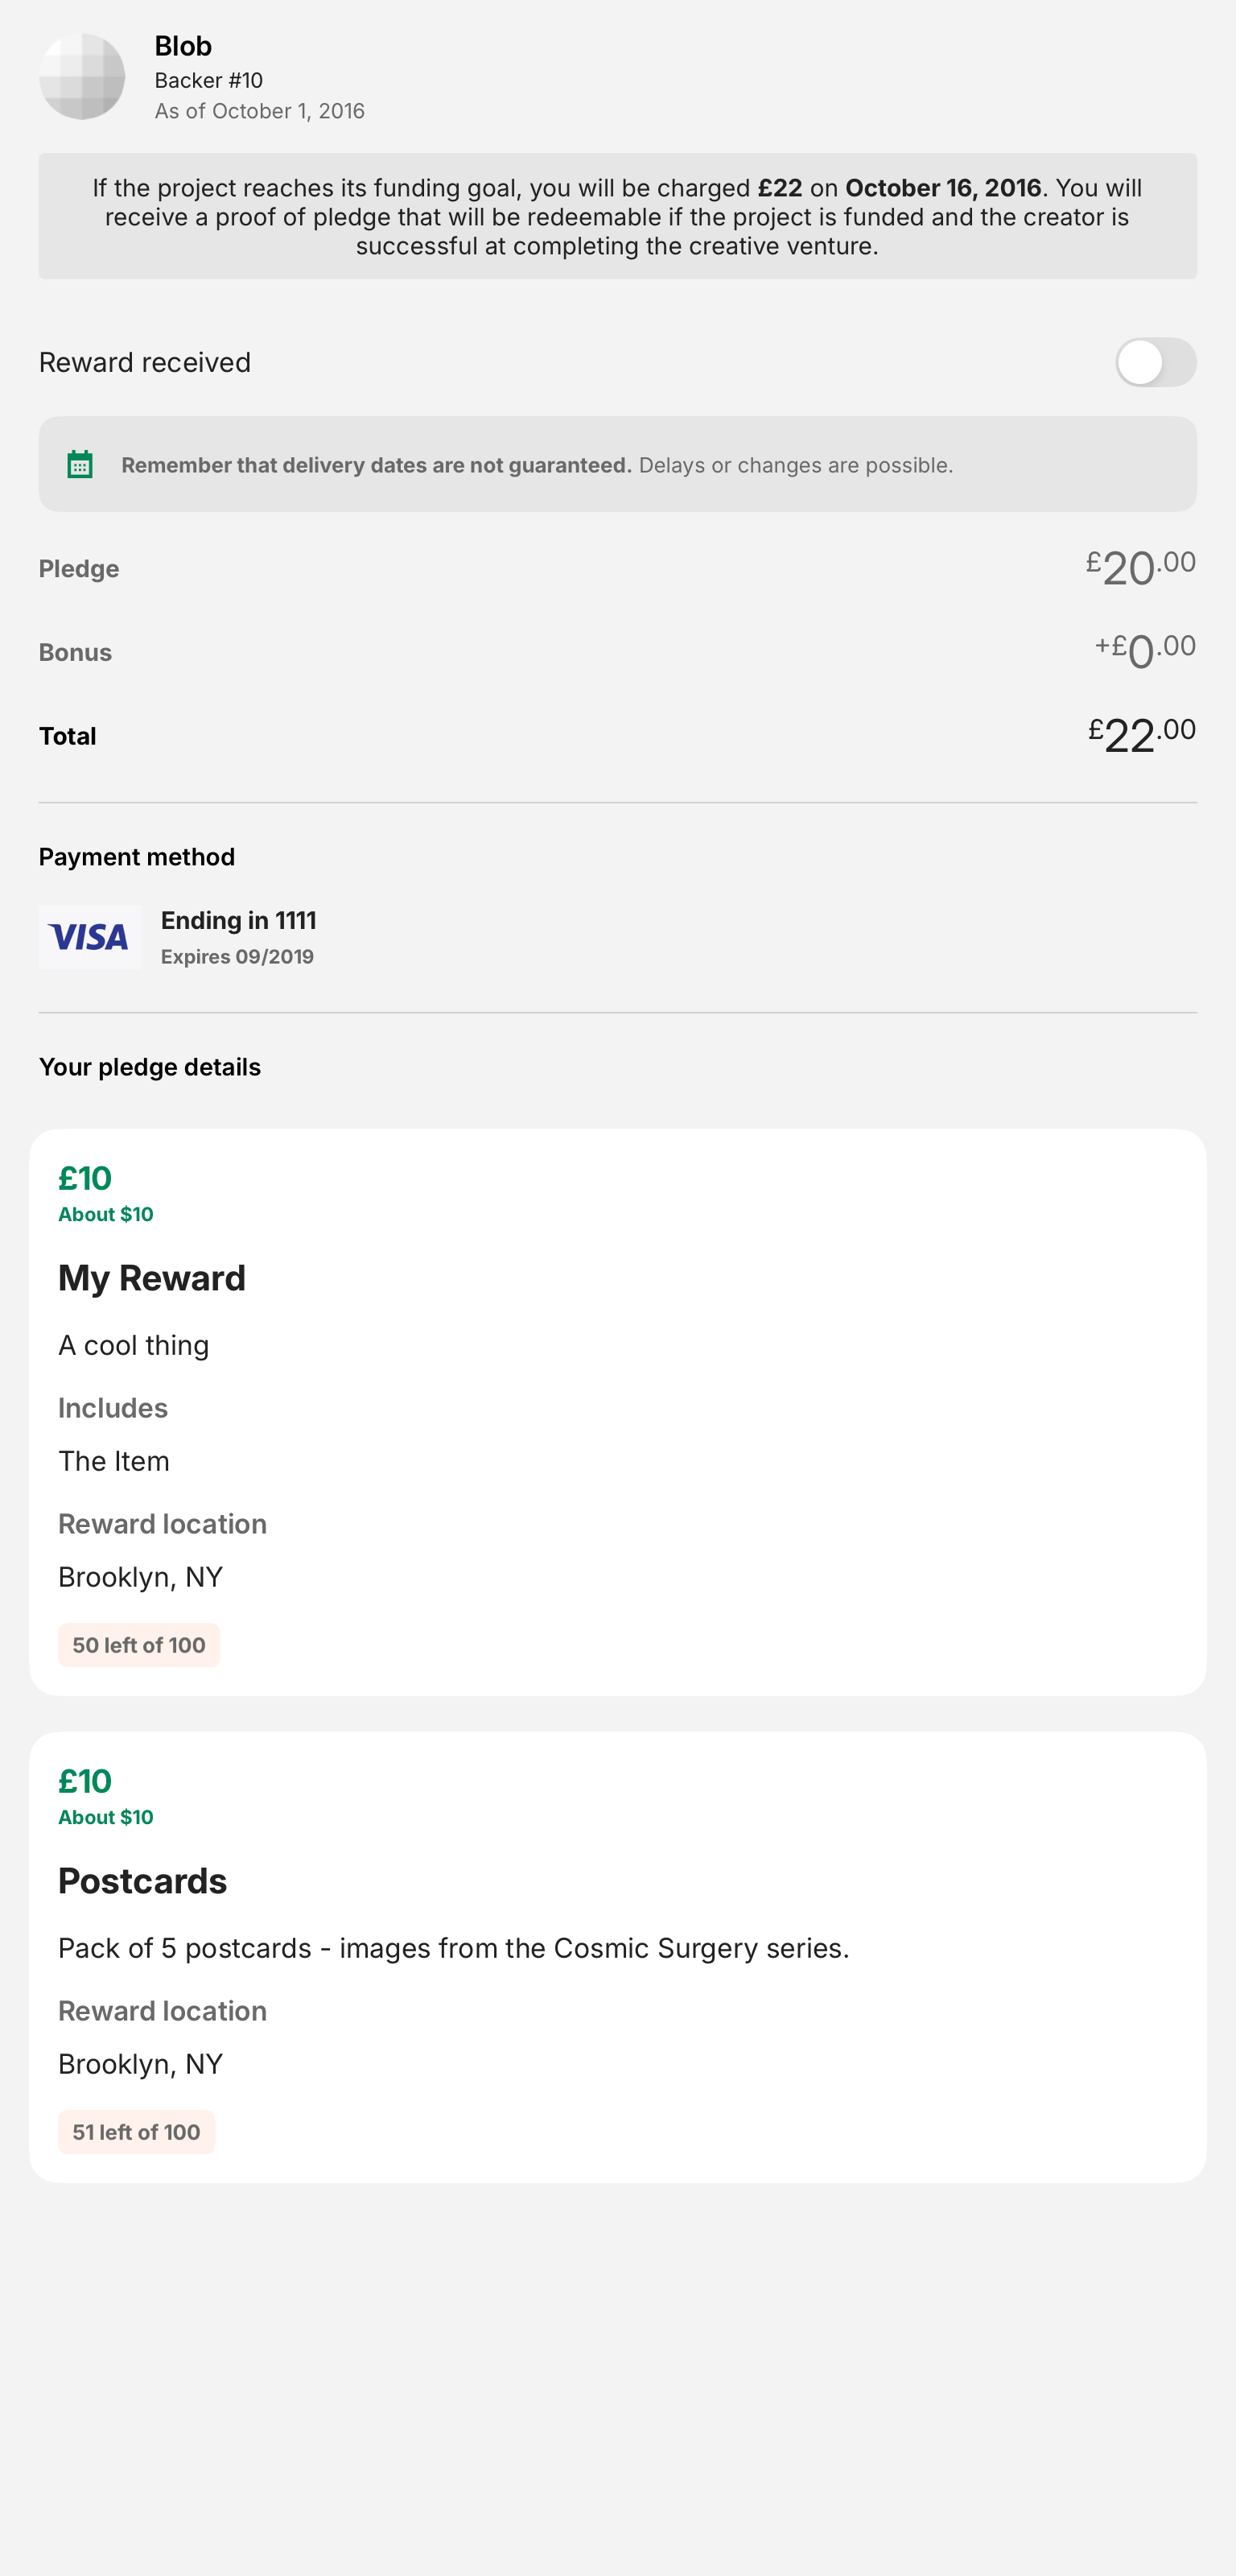 Blob
Backer #10
As of October 1, 2016
If the project reaches its funding goal, you will be charged £22 on October 16, 2016. You will
receive a proof of pledge that will be redeemable if the project is funded and the creator is
successful at completing the creative venture.
Reward received
Remember that delivery dates are not guaranteed. Delays or changes are possible.
Pledge £20.00
Bonus +£0.00
Total £22.00
Payment method
VISA
Ending in 1111
Expires 09/2019
Your pledge details
£10
About $10
My Reward
A cool thing
Includes
The Item
Reward location
Brooklyn, NY
50 left of 100
£10
About $10
Postcards
Pack of 5 postcards - images from the Cosmic Surgery series.
Reward location
Brooklyn, NY
51 left of 100